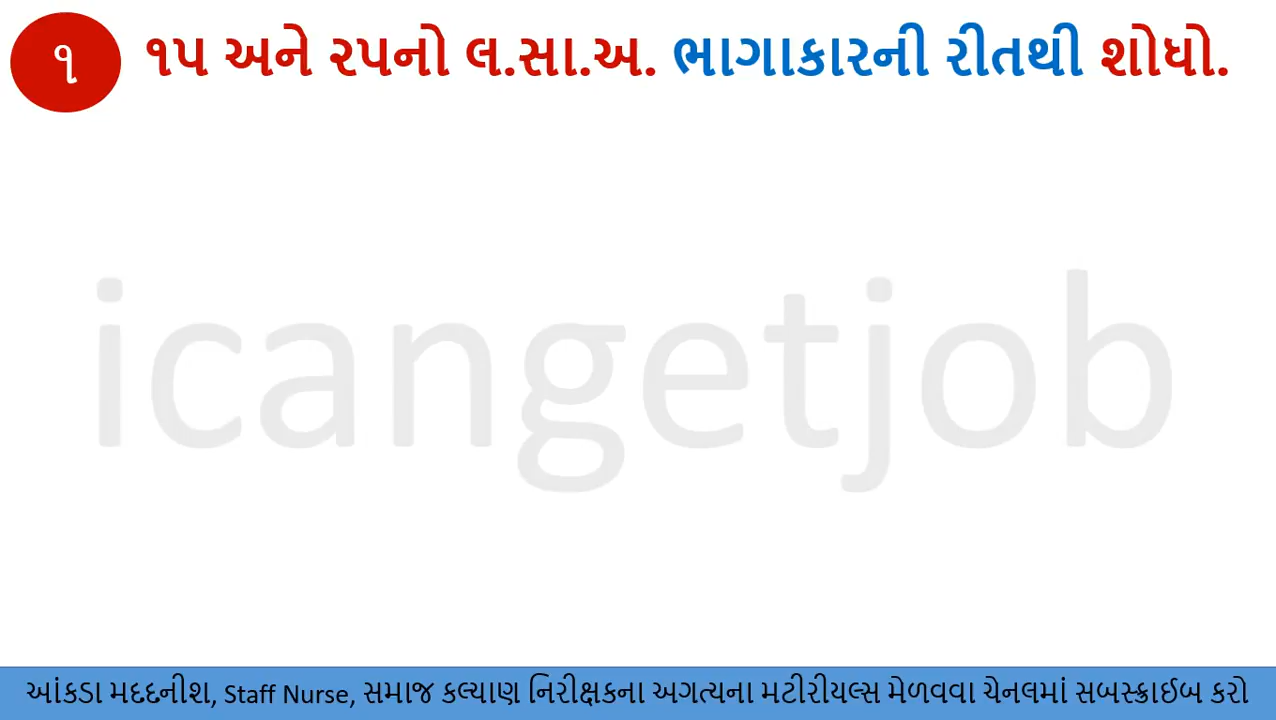 ૧
૧૫ અને ૨૫નો લ.સા.અ. ભાગાકારની રીતથી શોધો.
icangetjob
આંકડા મદદનીશ, Staff Nurse, સમાજ કલ્યાણ નિરીક્ષકના અગત્યના મટીરીયલ્સ મેળવવા ચેનલમાં સબસ્ક્રાઈબ કરો